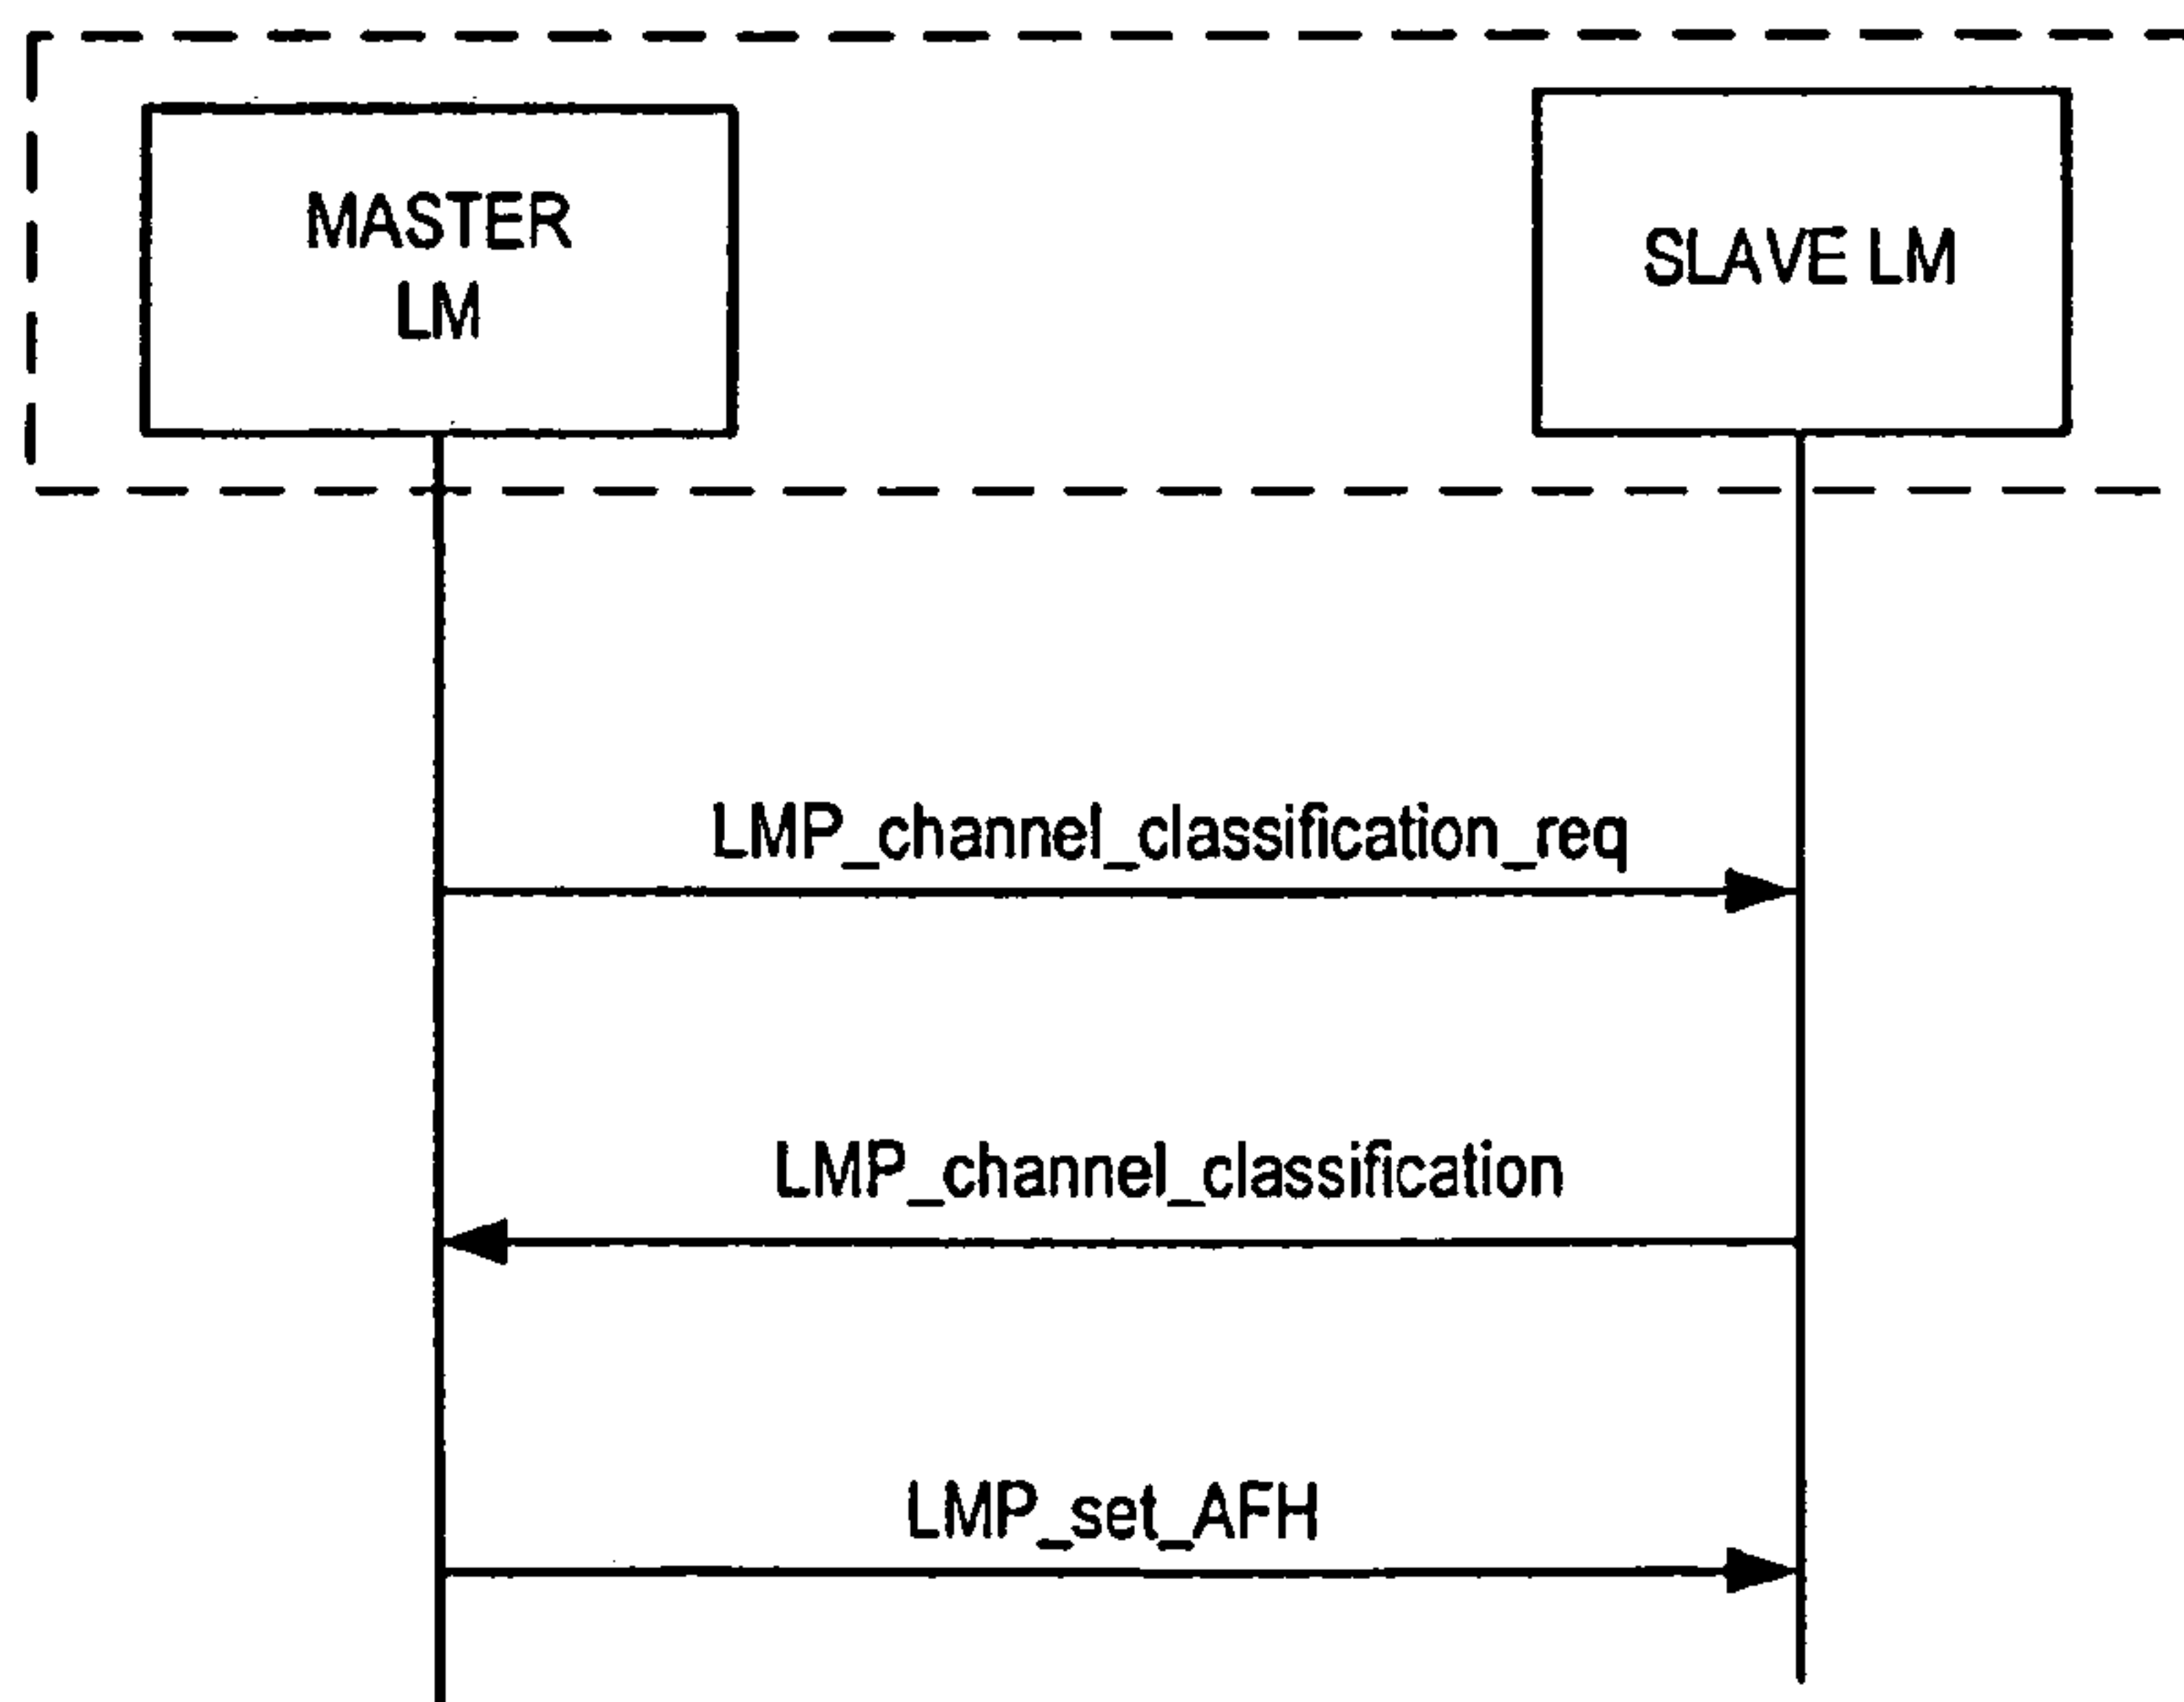 MASTER
LM
SLAVE LM
LMP_channel_classification_req
LMP_channel_classification
LMP_set_AFH